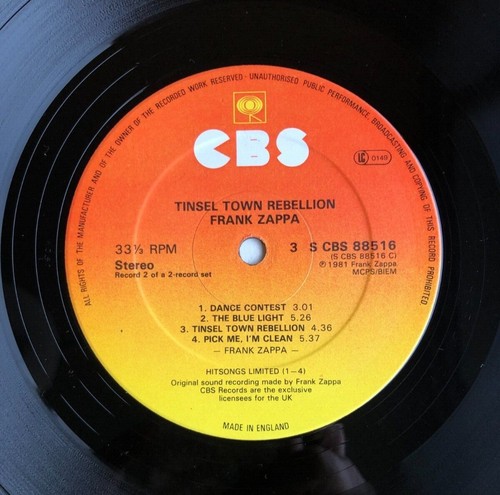 ALL RIGHTS OF THE MANUFACTURER AND OF THE OWNER OF THE RECORDED WORK RESERVED · UNAUTHORISED PUBLIC PERFORMANCE, BROADCASTING AND COPYING OF THIS RECORD PROHIBITED
CBS
LC 0149
TINSEL TOWN REBELLION
FRANK ZAPPA
33⅓ RPM
Stereo
Record 2 of a 2-record set
3 S CBS 88516
(S CBS 88516 C)
℗ 1981 Frank Zappa
MCPS/BIEM
1. DANCE CONTEST 3.01
2. THE BLUE LIGHT 5.26
3. TINSEL TOWN REBELLION 4.36
4. PICK ME, I'M CLEAN 5.37
— FRANK ZAPPA —
HITSONGS LIMITED (1—4)
Original sound recording made by Frank Zappa
CBS Records are the exclusive
licensees for the UK
MADE IN ENGLAND